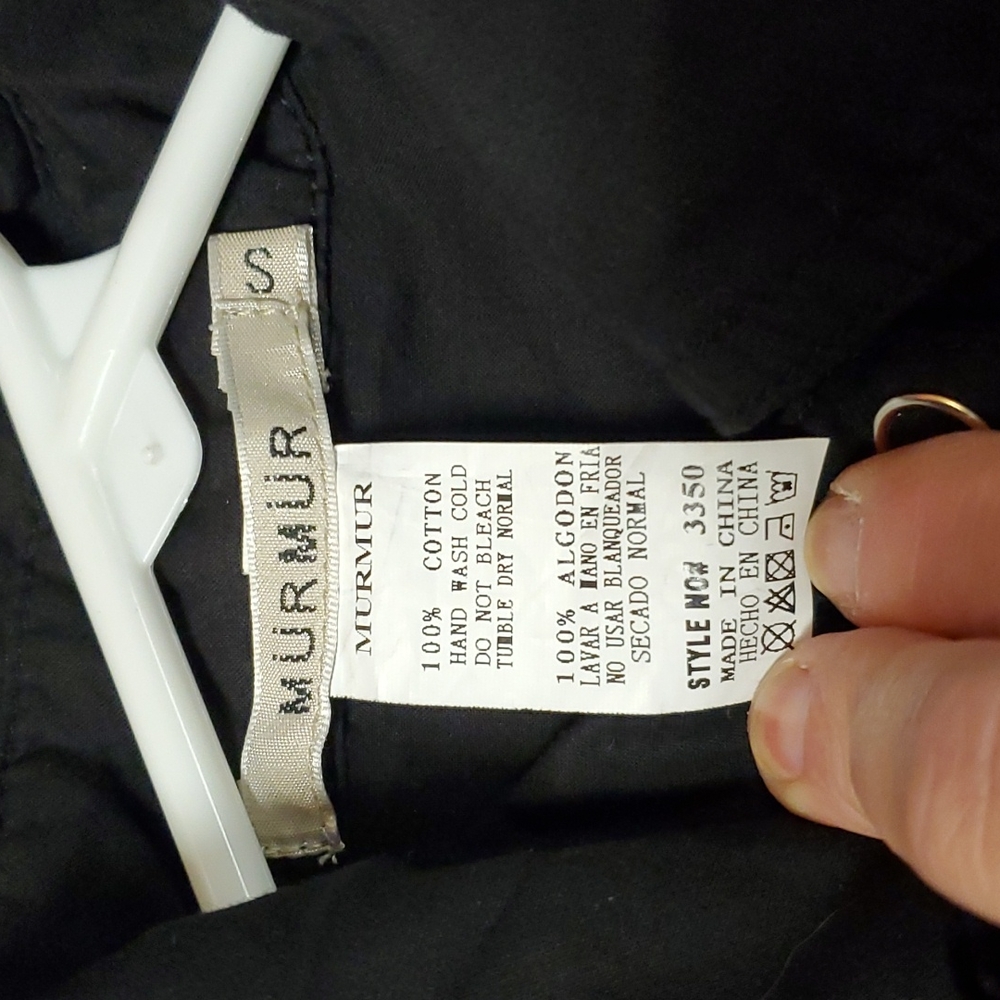 S
MÜRMÜR
MURMUR
100% COTTON
HAND WASH COLD
DO NOT BLEACH
TUMBLE DRY NORMAL
100% ALGODON
LAVAR A MANO EN FRIA
NO USAR BLANQUEADOR
SECADO NORMAL
STYLE NO# 3350
MADE IN CHINA
HECHO EN CHINA